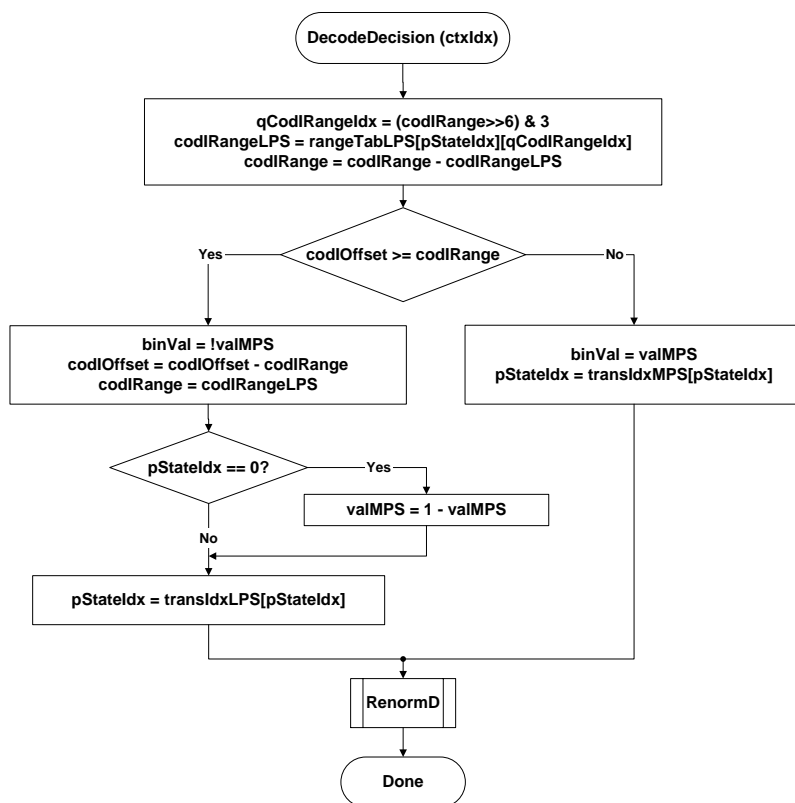 DecodeDecision (ctxIdx)
qCodIRangeIdx = (codIRange>>6) & 3
codIRangeLPS = rangeTabLPS[pStateIdx][qCodIRangeIdx]
codIRange = codIRange - codIRangeLPS
codIOffset >= codIRange
Yes
No
binVal = !valMPS
codIOffset = codIOffset - codIRange
codIRange = codIRangeLPS
binVal = valMPS
pStateIdx = transIdxMPS[pStateIdx]
pStateIdx == 0?
Yes
valMPS = 1 - valMPS
No
pStateIdx = transIdxLPS[pStateIdx]
RenormD
Done